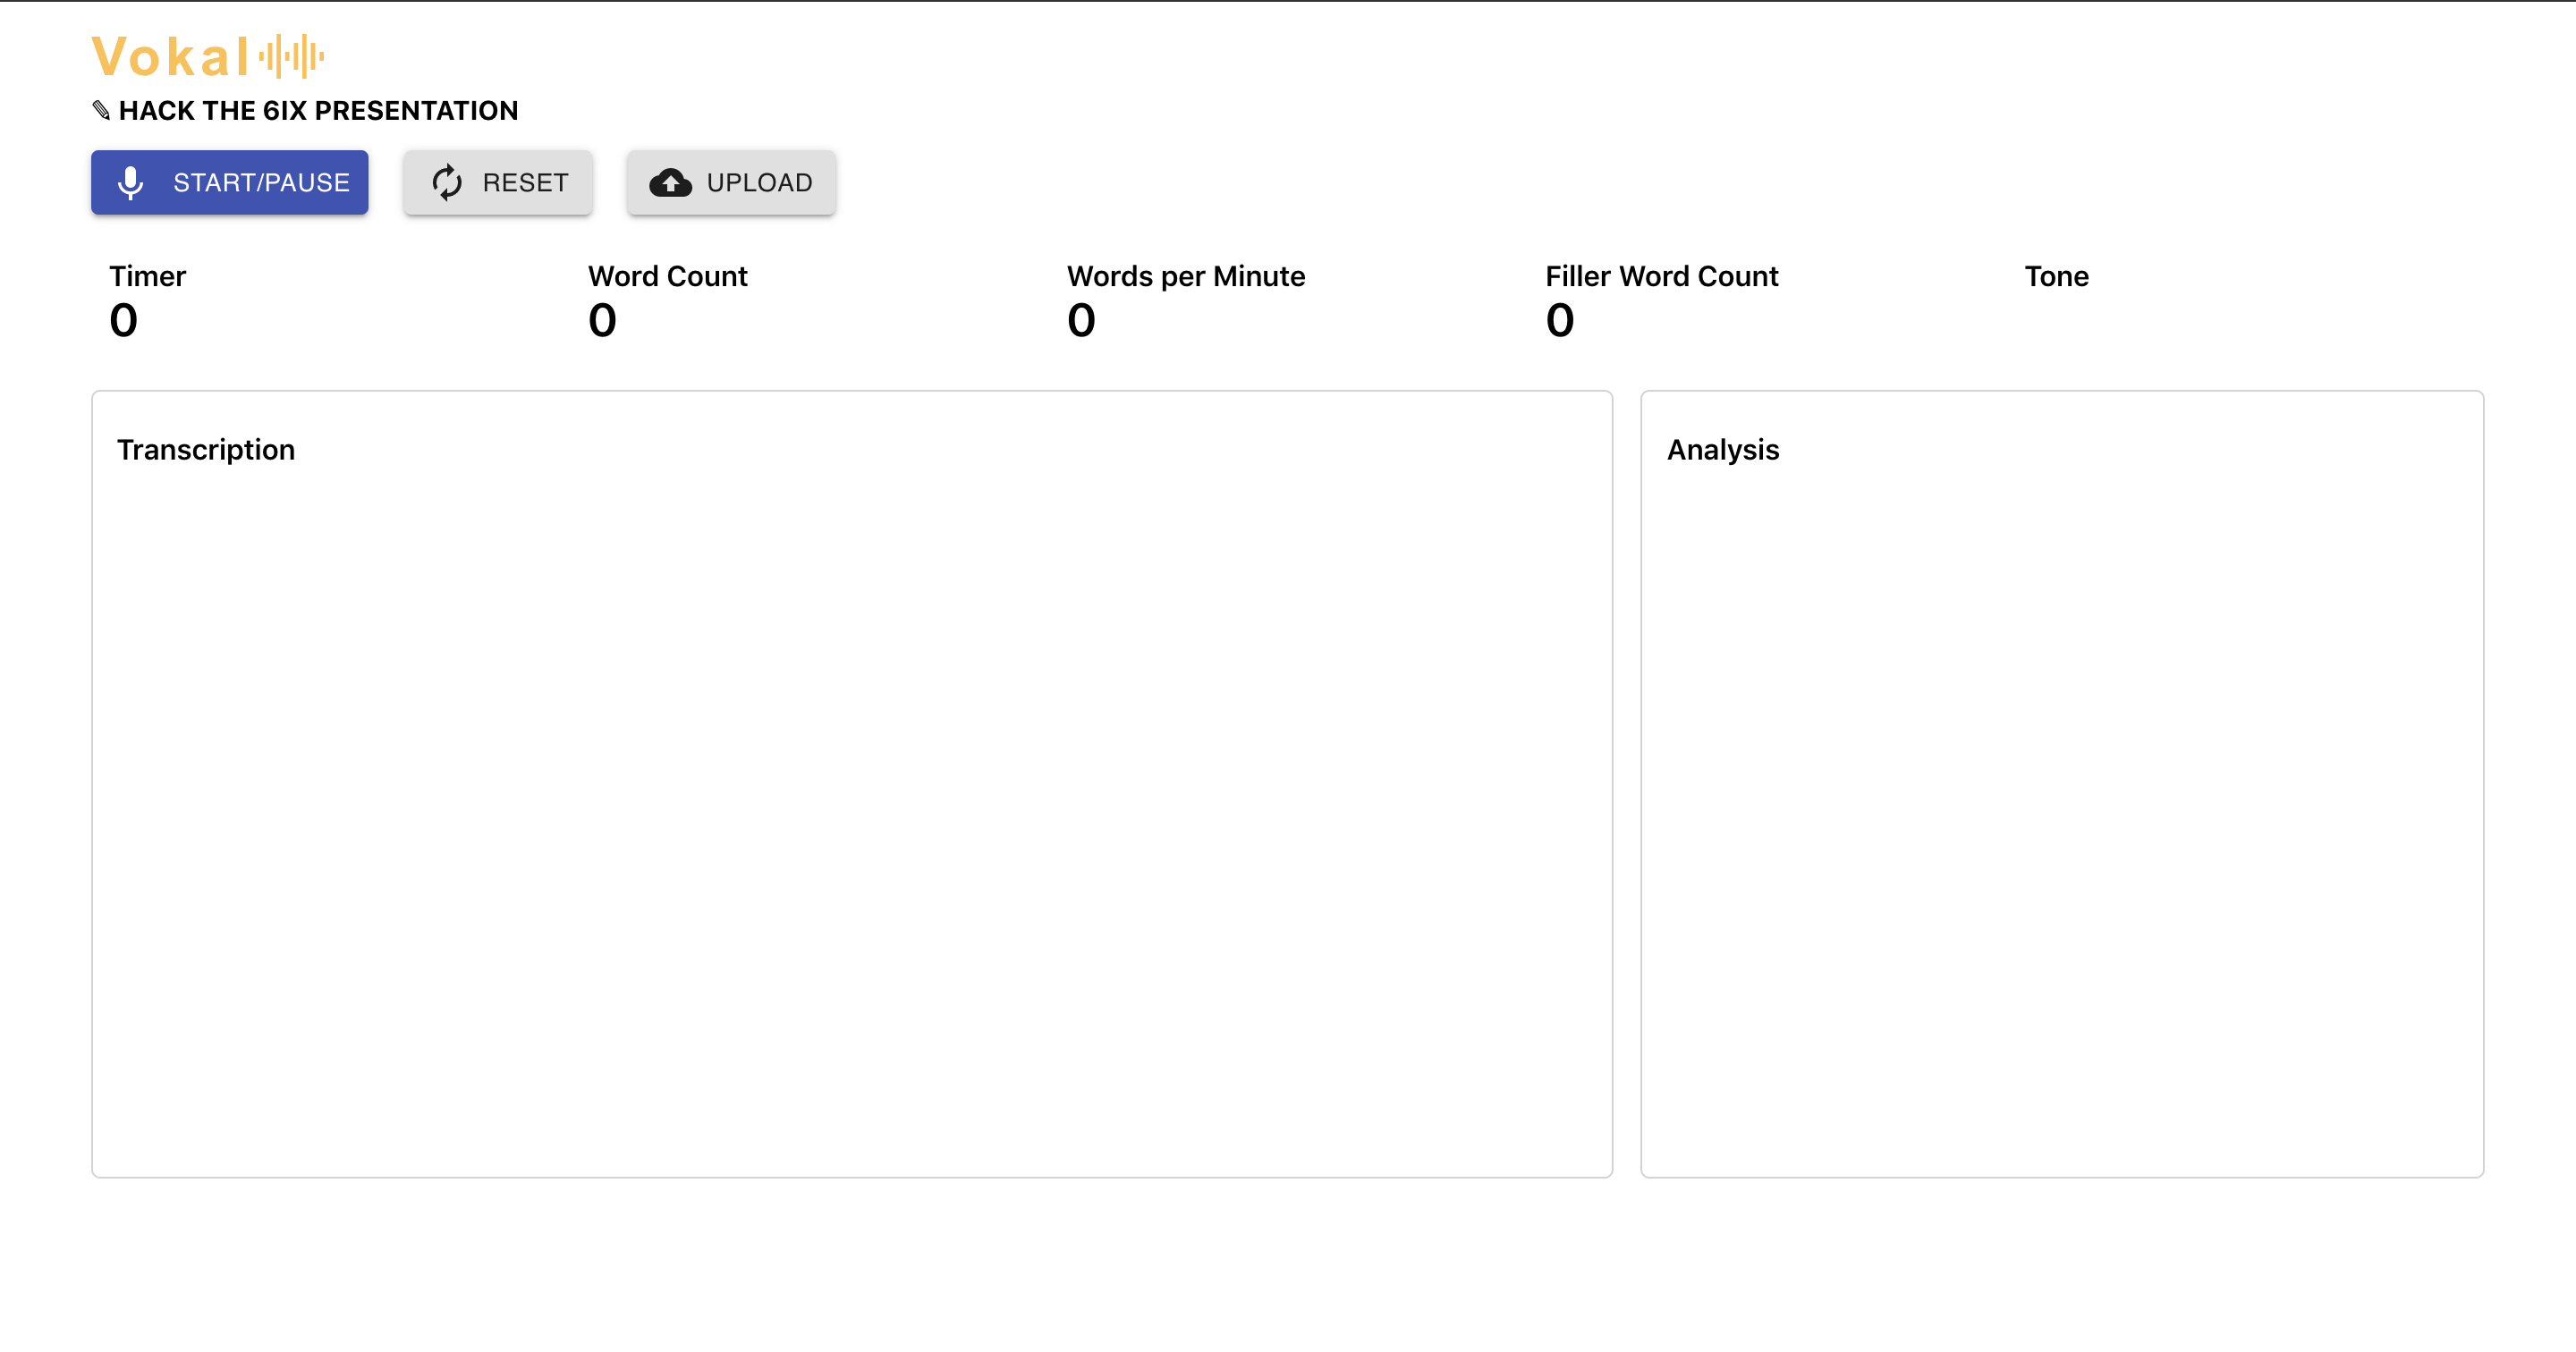 Vokal
✎ HACK THE 6IX PRESENTATION
START/PAUSE RESET UPLOAD
Timer Word Count Words per Minute Filler Word Count Tone
0 0 0 0
Transcription Analysis